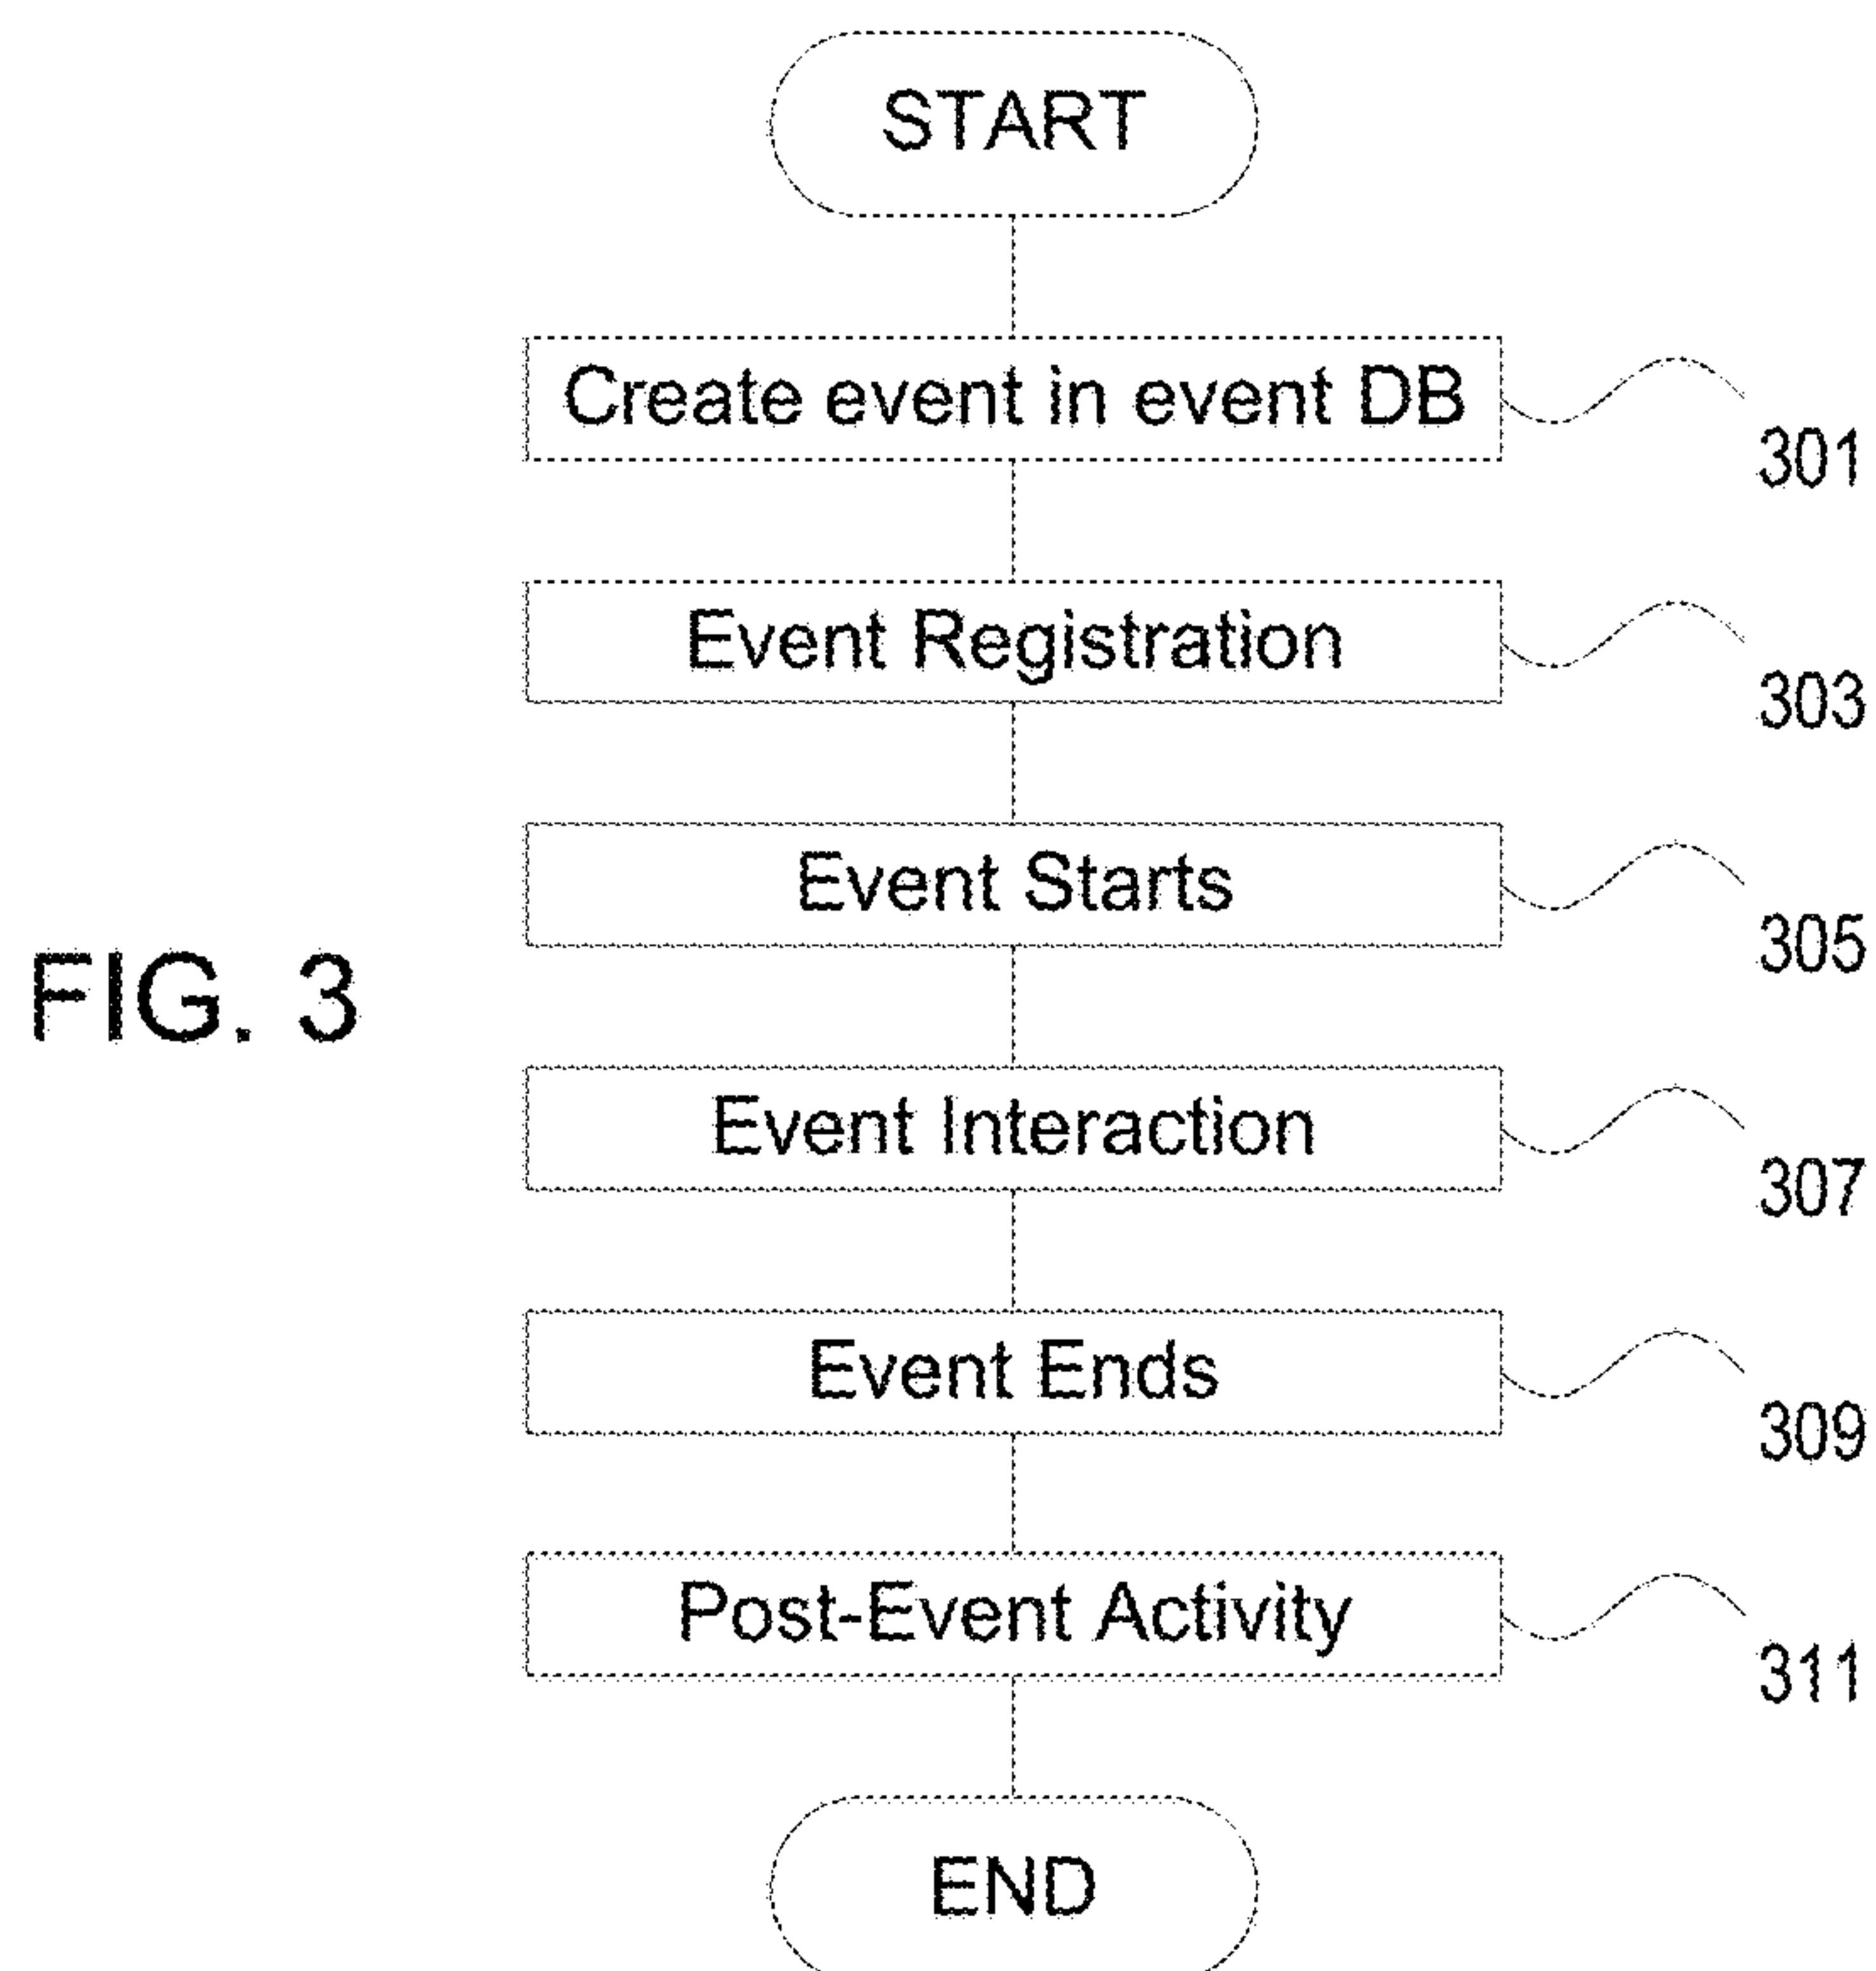 START
Create event in event DB
301
Event Registration
303
Event Starts
305
FIG. 3
Event Interaction
307
Event Ends
309
Post-Event Activity
311
END